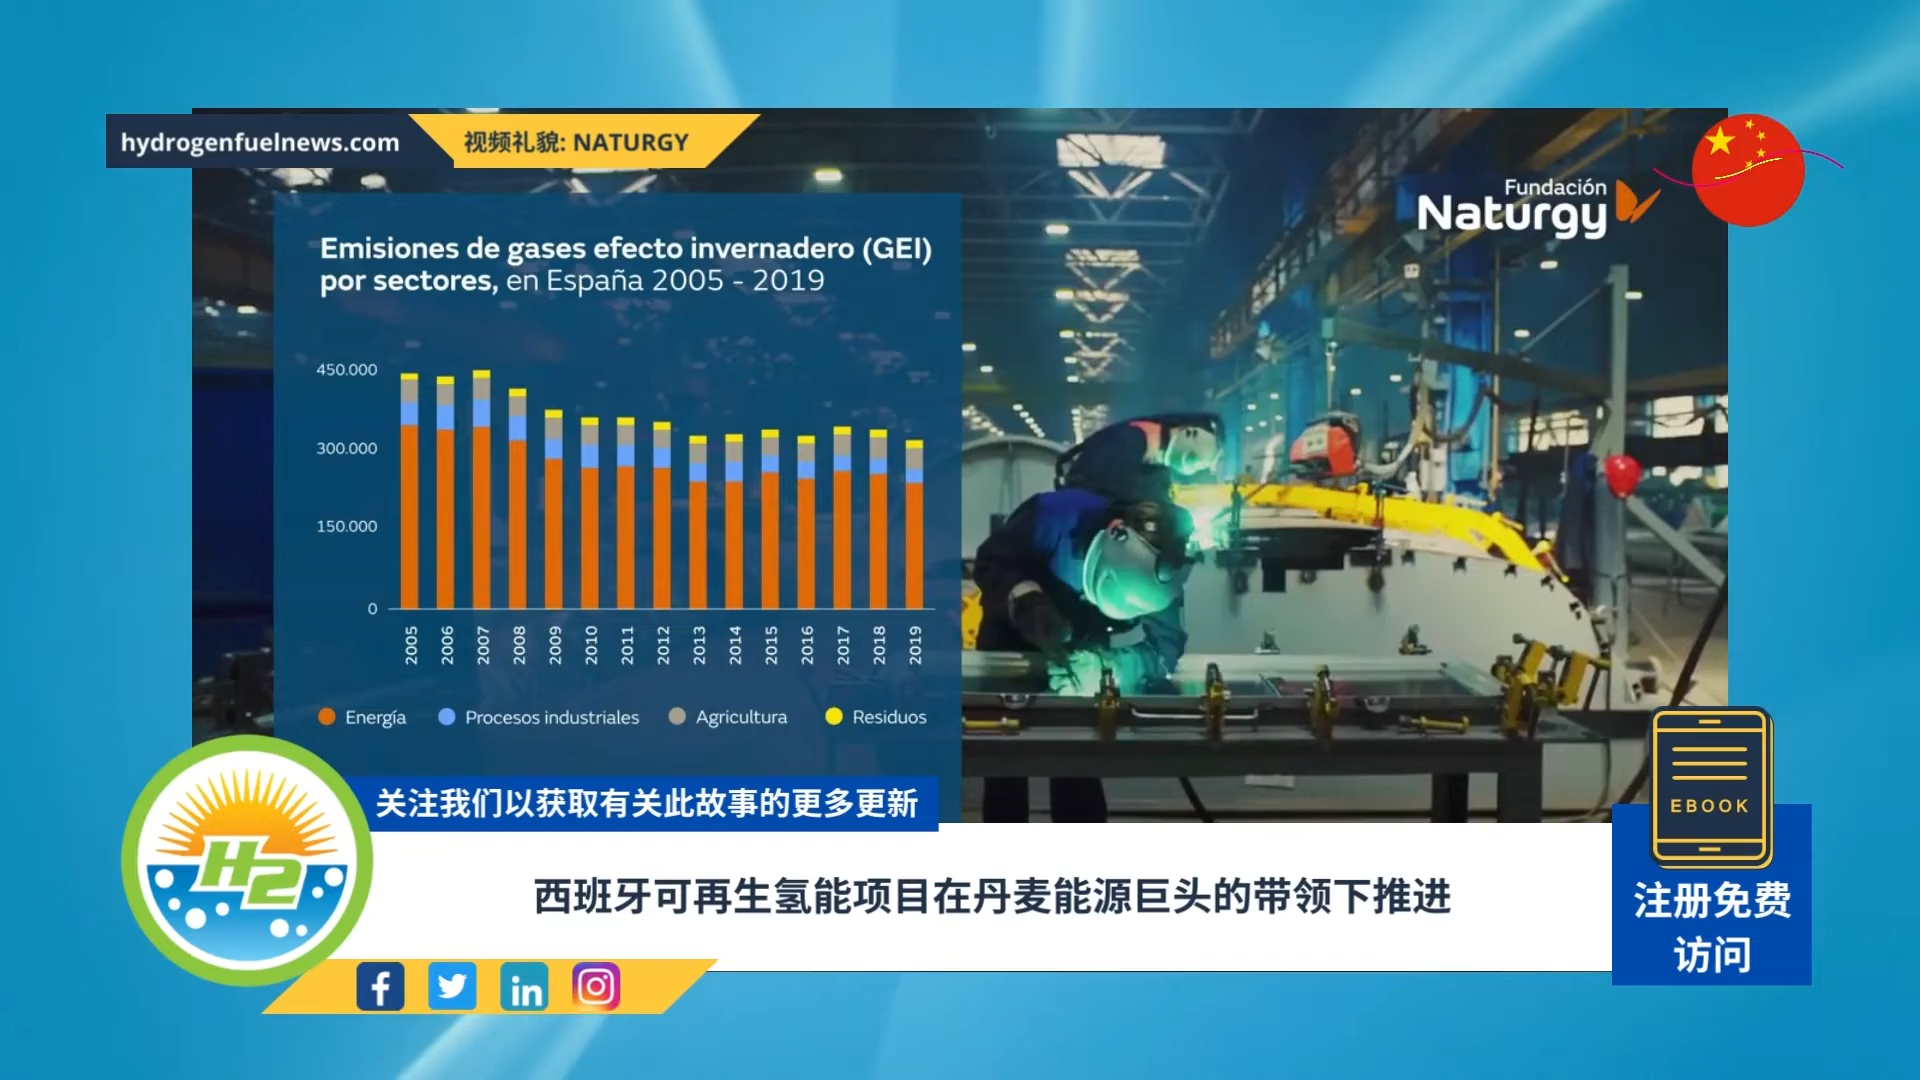 hydrogenfuelnews.com
视频礼貌: NATURGY
Fundación
Naturgy
Emisiones de gases efecto invernadero (GEI)
por sectores, en España 2005 - 2019
450.000
300.000
150.000
0
2005
2006
2007
2008
2009
2010
2011
2012
2013
2014
2015
2016
2017
2018
2019
Energía
Procesos industriales
Agricultura
Residuos
关注我们以获取有关此故事的更多更新
H2
西班牙可再生氢能项目在丹麦能源巨头的带领下推进
EBOOK
注册免费
访问